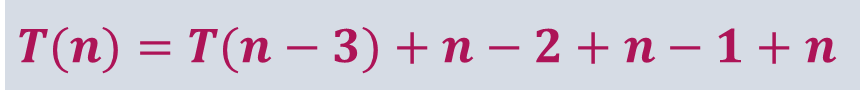 T(n) = T(n − 3) + n − 2 + n − 1 + n